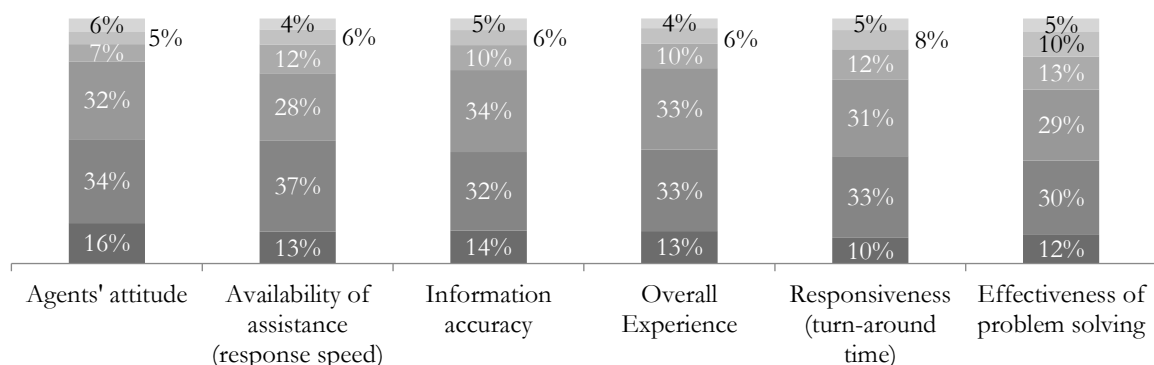 6% 4% 5% 4% 5% 5%
5% 6% 6% 6% 8% 10%
7% 12% 10% 10% 12% 13%
32% 28% 34% 33% 31% 29%
34% 37% 32% 33% 33% 30%
16% 13% 14% 13% 10% 12%
Agents' attitude
Availability of
assistance
(response speed)
Information
accuracy
Overall
Experience
Responsiveness
(turn-around
time)
Effectiveness of
problem solving